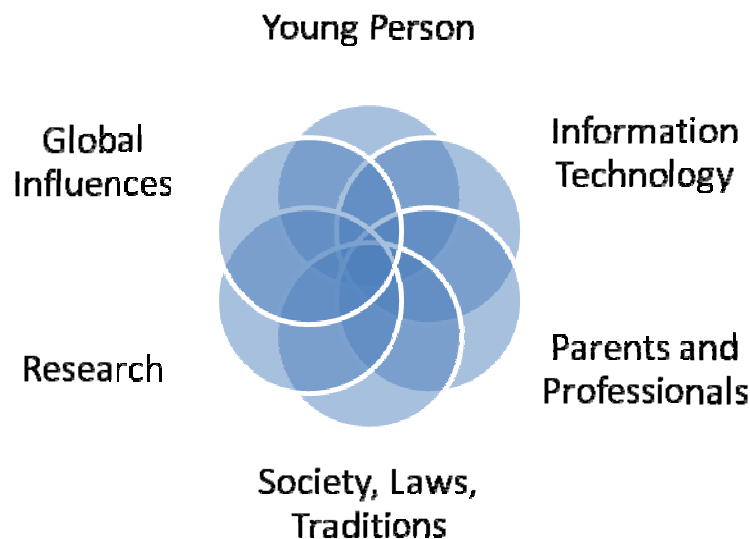 Young Person
Global
Influences
Information
Technology
Research
Parents and
Professionals
Society, Laws,
Traditions